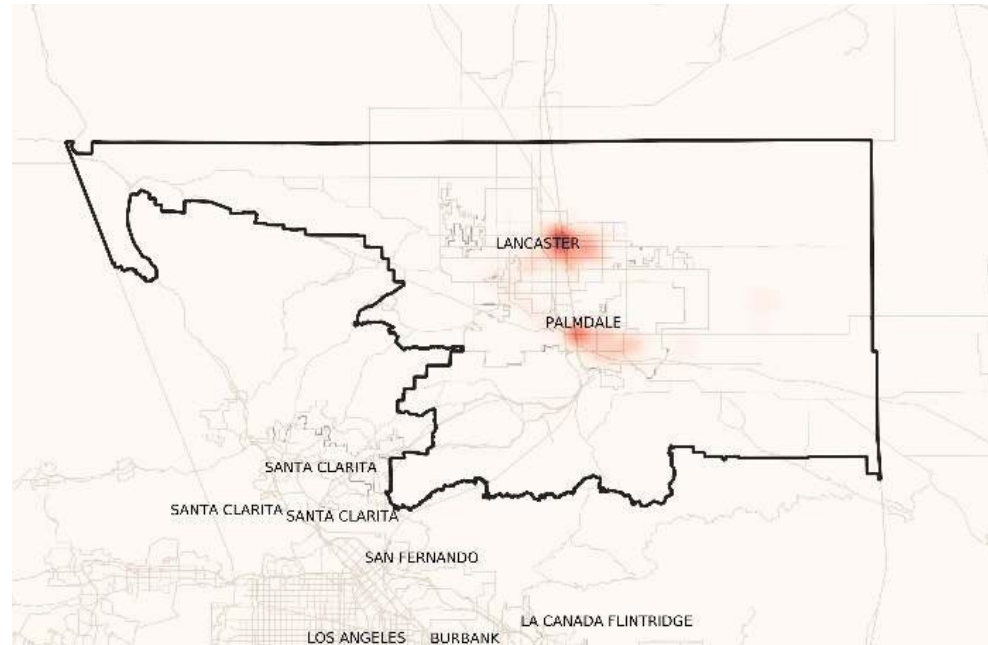 LANCASTER
PALMDALE
SANTA CLARITA
SANTA CLARITA
SANTA CLARITA
SAN FERNANDO
LA CANADA FLINTRIDGE
LOS ANGELES
BURBANK